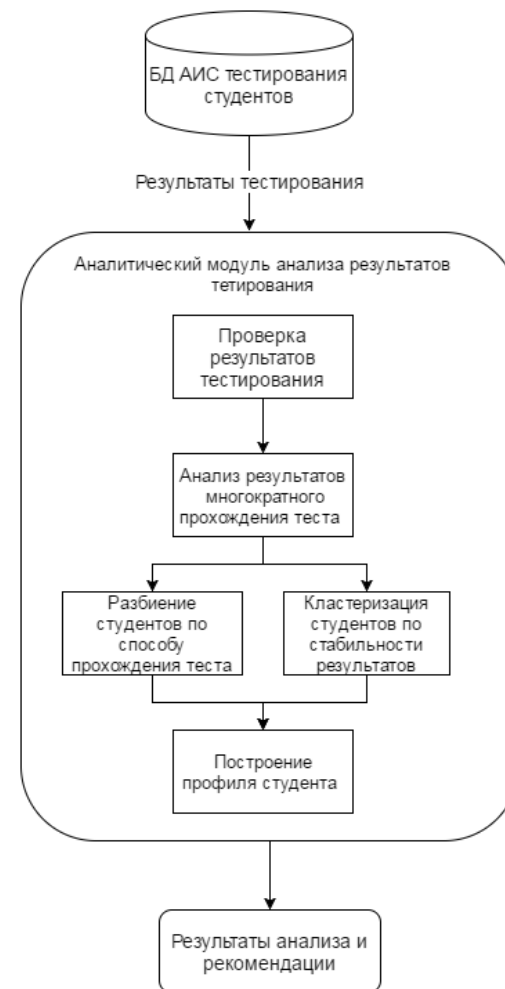 БД АИС тестирования
студентов
Результаты тестирования
Аналитический модуль анализа результатов
тетирования
Проверка
результатов
тестирования
Анализ результатов
многократного
прохождения теста
Разбиение
студентов по
способу
прохождения теста
Кластеризация
студентов по
стабильности
результатов
Построение
профиля студента
Результаты анализа и
рекомендации